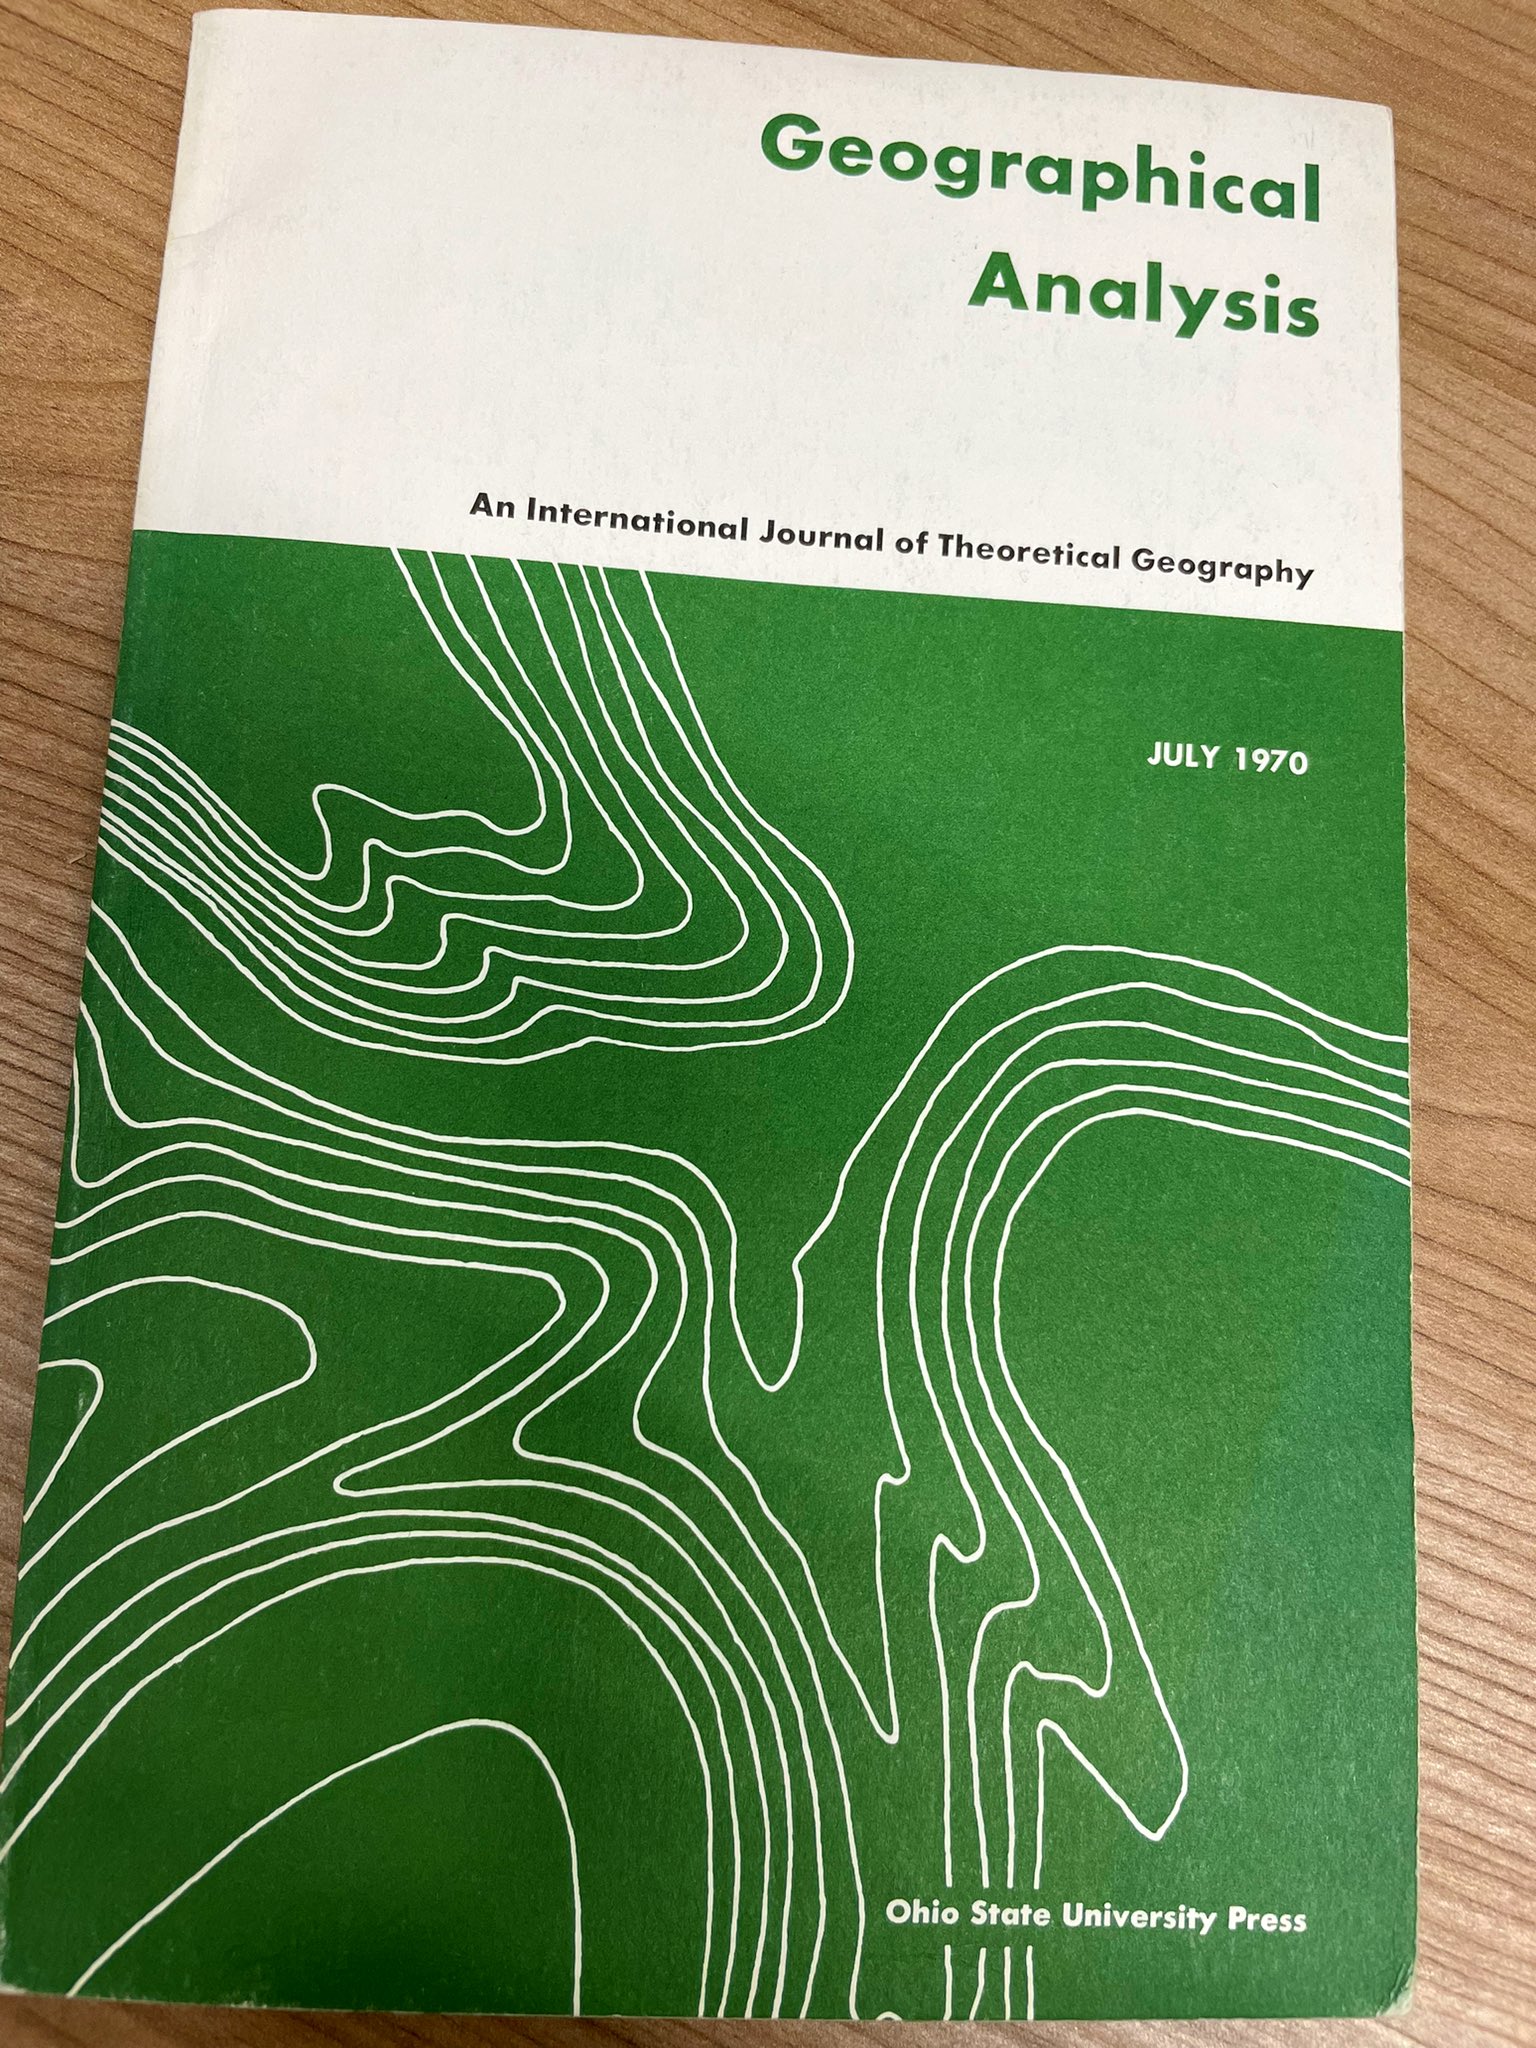 Geographical
Analysis
An International Journal of Theoretical Geography
JULY 1970
Ohio State University Press